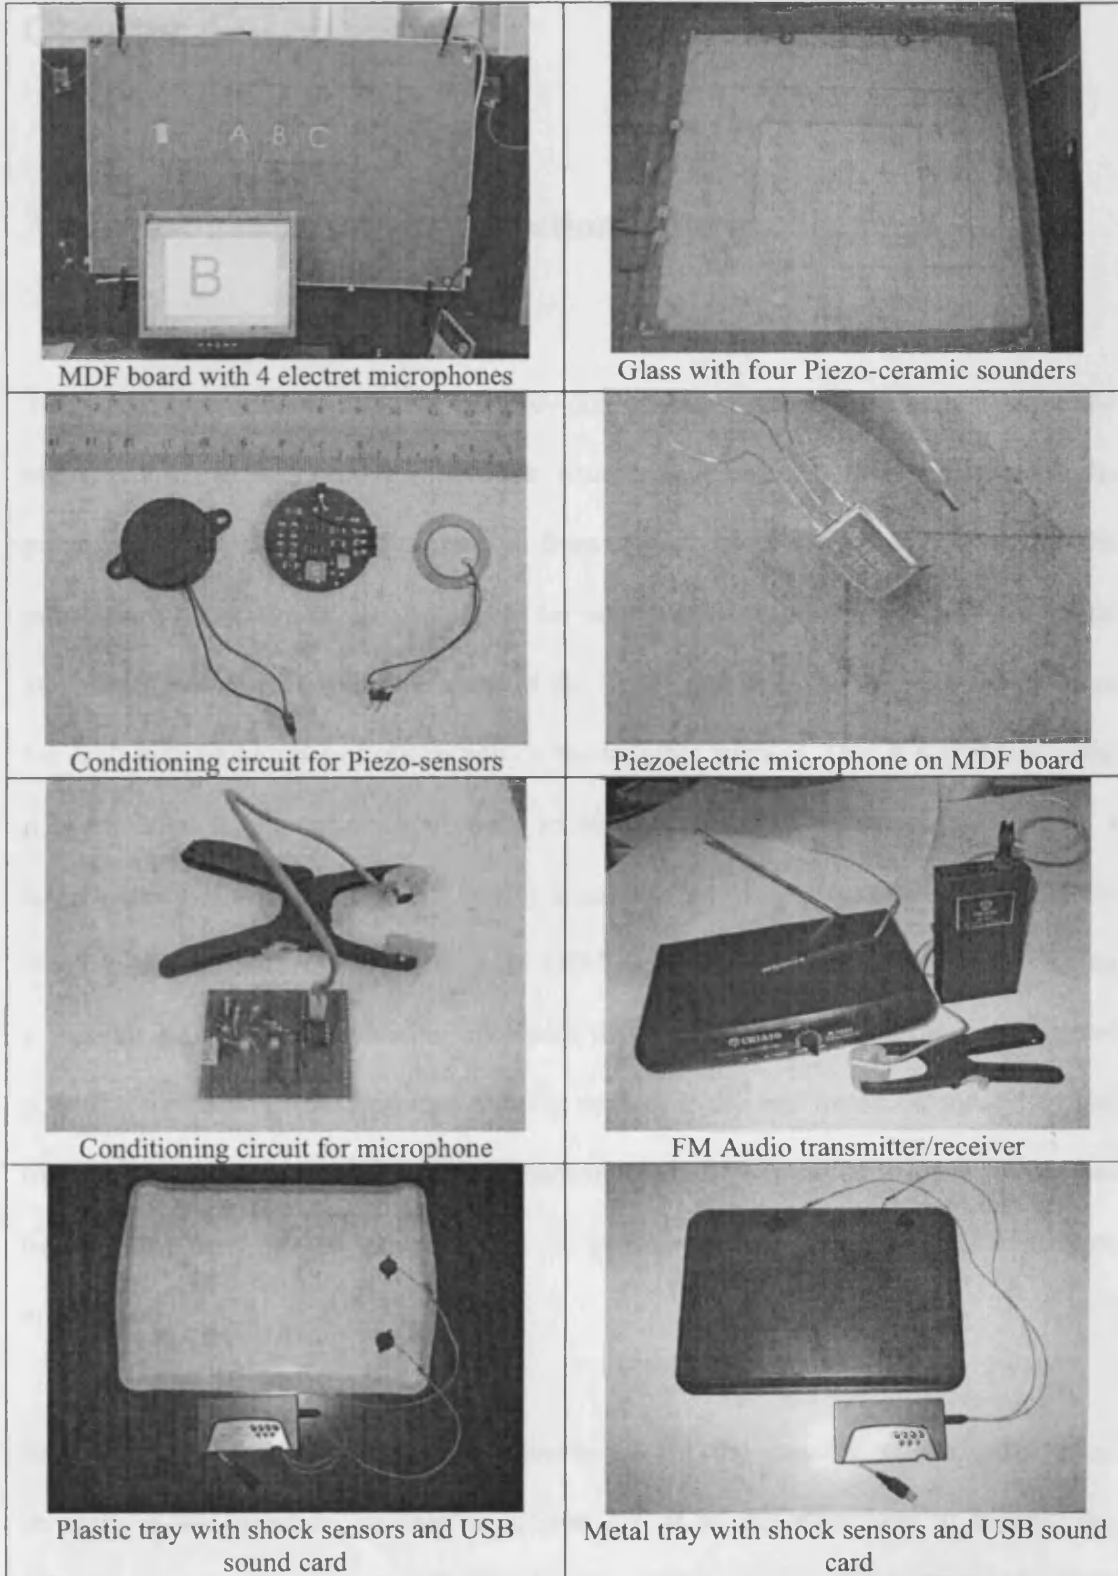 A B C
B
MDF board with 4 electret microphones
Glass with four Piezo-ceramic sounders
Conditioning circuit for Piezo-sensors
Piezoelectric microphone on MDF board
Conditioning circuit for microphone
FM Audio transmitter/receiver
Plastic tray with shock sensors and USB
sound card
Metal tray with shock sensors and USB sound
card